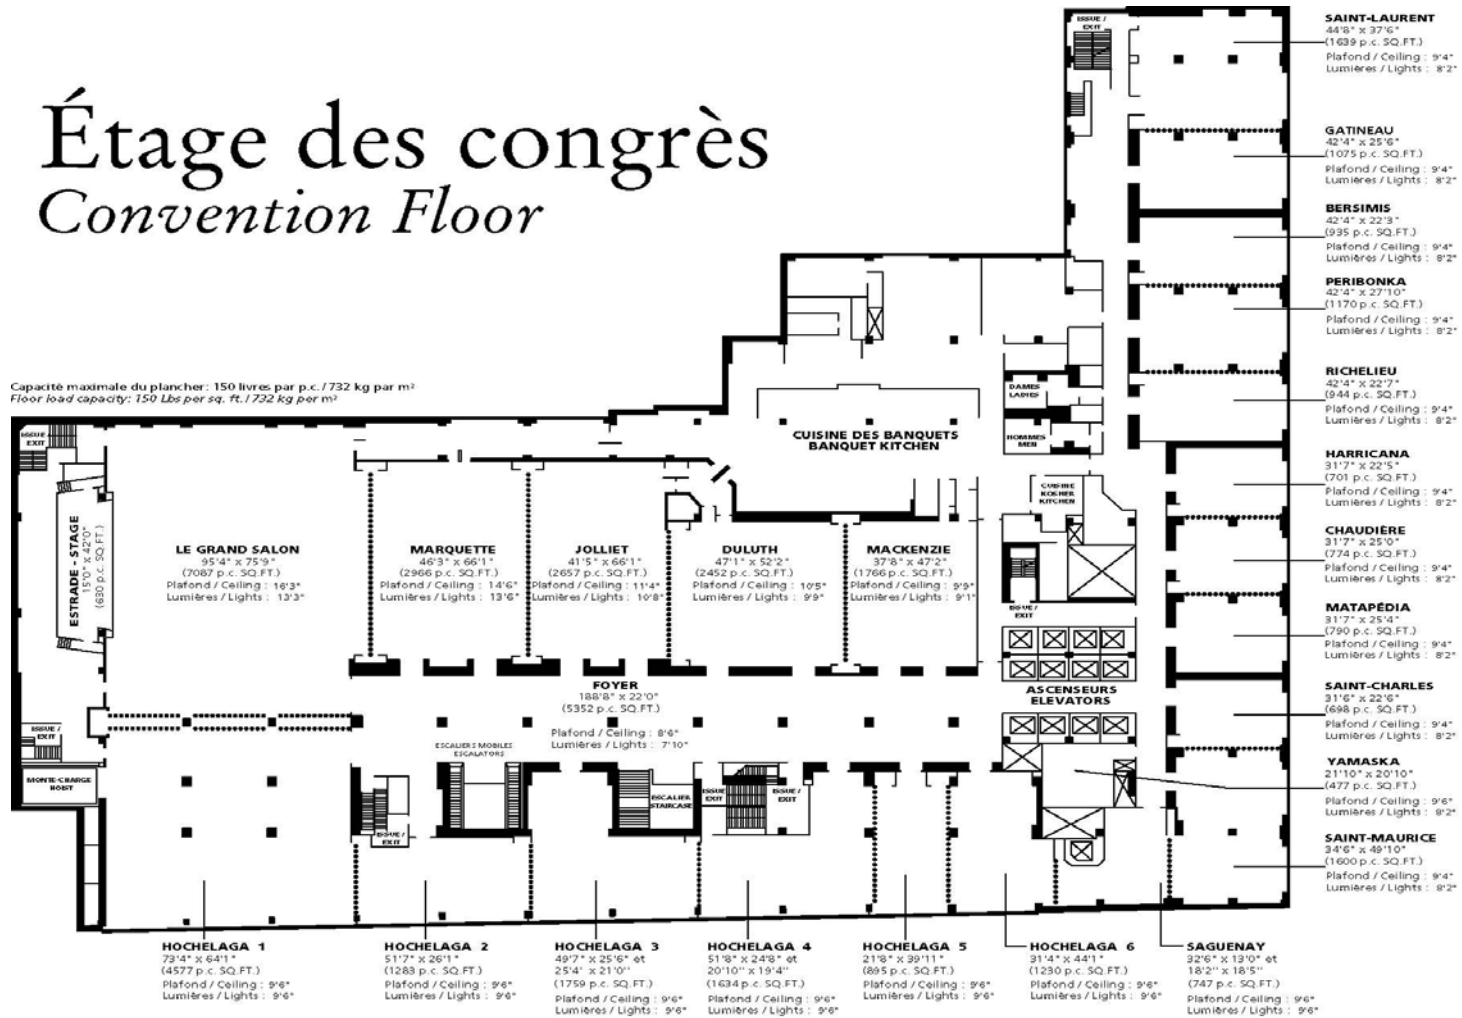 Étage des congrès
Convention Floor
Capacité maximale du plancher: 150 livres par p.c. / 732 kg par m²
Floor load capacity: 150 Lbs per sq. ft. / 732 kg per m²
ISSUE / EXIT
SAINT-LAURENT
44'8" x 37'6"
(1639 p.c. SQ.FT.)
Plafond / Ceiling : 9'4"
Lumières / Lights : 8'2"
GATINEAU
42'4" x 25'6"
(1075 p.c. SQ.FT.)
Plafond / Ceiling : 9'4"
Lumières / Lights : 8'2"
BERSIMIS
42'4" x 22'3"
(935 p.c. SQ.FT.)
Plafond / Ceiling : 9'4"
Lumières / Lights : 8'2"
PERIBONKA
42'4" x 27'10"
(1170 p.c. SQ.FT.)
Plafond / Ceiling : 9'4"
Lumières / Lights : 8'2"
RICHELIEU
42'4" x 22'7"
(944 p.c. SQ.FT.)
Plafond / Ceiling : 9'4"
Lumières / Lights : 8'2"
HARRICANA
31'7" x 22'5"
(701 p.c. SQ.FT.)
Plafond / Ceiling : 9'4"
Lumières / Lights : 8'2"
CHAUDIÈRE
31'7" x 25'0"
(774 p.c. SQ.FT.)
Plafond / Ceiling : 9'4"
Lumières / Lights : 8'2"
MATAPÉDIA
31'7" x 25'4"
(790 p.c. SQ.FT.)
Plafond / Ceiling : 9'4"
Lumières / Lights : 8'2"
SAINT-CHARLES
31'6" x 22'6"
(698 p.c. SQ.FT.)
Plafond / Ceiling : 9'4"
Lumières / Lights : 8'2"
YAMASKA
21'10" x 20'10"
(477 p.c. SQ.FT.)
Plafond / Ceiling : 9'6"
Lumières / Lights : 8'2"
SAINT-MAURICE
34'6" x 49'10"
(1600 p.c. SQ.FT.)
Plafond / Ceiling : 9'4"
Lumières / Lights : 8'2"
DAMES
LADIES
HOMMES
MEN
CUISINE DES BANQUETS
BANQUET KITCHEN
CUISINE
KOSHER
KITCHEN
ISSUE /
EXIT
ISSUE
EXIT
ESTRADE - STAGE
15'0" x 42'0"
(630 p.c. SQ.FT.)
LE GRAND SALON
95'4" x 75'9"
(7087 p.c. SQ.FT.)
Plafond / Ceiling : 16'3"
Lumières / Lights : 13'3"
MARQUETTE
46'3" x 66'1"
(2966 p.c. SQ.FT.)
Plafond / Ceiling : 14'6"
Lumières / Lights : 13'6"
JOLLIET
41'5" x 66'1"
(2657 p.c. SQ.FT.)
Plafond / Ceiling : 11'4"
Lumières / Lights : 10'8"
DULUTH
47'1" x 52'2"
(2452 p.c. SQ.FT.)
Plafond / Ceiling : 10'5"
Lumières / Lights : 9'9"
MACKENZIE
37'8" x 47'2"
(1766 p.c. SQ.FT.)
Plafond / Ceiling : 9'9"
Lumières / Lights : 9'1"
FOYER
188'8" x 22'0"
(5352 p.c. SQ.FT.)
Plafond / Ceiling : 8'6"
Lumières / Lights : 7'10"
ASCENSEURS
ELEVATORS
ESCALIERS MOBILES
ESCALATORS
ISSUE /
EXIT
MONTE-CHARGE
HOIST
ISSUE /
EXIT
ESCALIER
STAIRCASE
ISSUE
EXIT
ISSUE /
EXIT
HOCHELAGA 1
73'4" x 64'1"
(4577 p.c. SQ.FT.)
Plafond / Ceiling : 9'6"
Lumières / Lights : 9'6"
HOCHELAGA 2
51'7" x 26'1"
(1283 p.c. SQ.FT.)
Plafond / Ceiling : 9'6"
Lumières / Lights : 9'6"
HOCHELAGA 3
49'7" x 25'6" et
25'4' x 21'0''
(1759 p.c. SQ.FT.)
Plafond / Ceiling : 9'6"
Lumières / Lights : 9'6"
HOCHELAGA 4
51'8" x 24'8" et
20'10'' x 19'4''
(1634 p.c. SQ.FT.)
Plafond / Ceiling : 9'6"
Lumières / Lights : 9'6"
HOCHELAGA 5
21'8" x 39'11"
(895 p.c. SQ.FT.)
Plafond / Ceiling : 9'6"
Lumières / Lights : 9'6"
HOCHELAGA 6
31'4" x 44'1"
(1230 p.c. SQ.FT.)
Plafond / Ceiling : 9'6"
Lumières / Lights : 9'6"
SAGUENAY
32'6" x 13'0" et
18'2'' x 18'5''
(747 p.c. SQ.FT.)
Plafond / Ceiling : 9'6"
Lumières / Lights : 9'6"